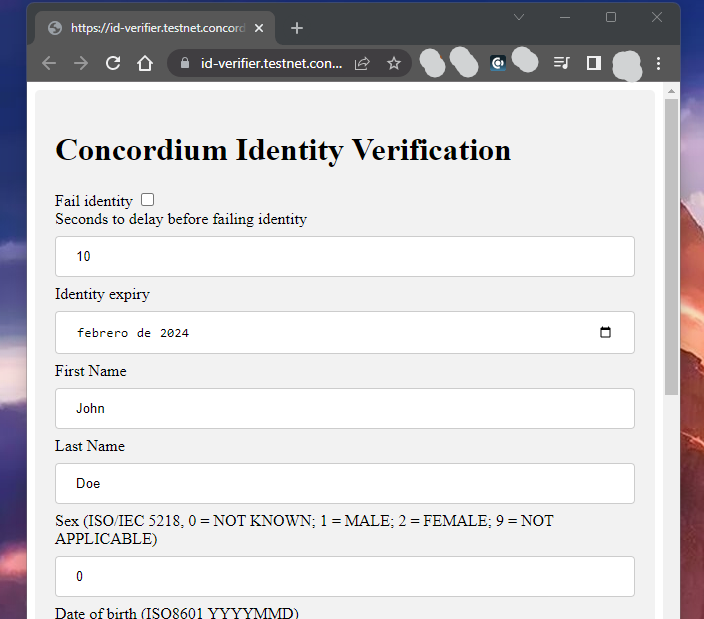 https://id-verifier.testnet.concord
id-verifier.testnet.con...
Concordium Identity Verification
Fail identity
Seconds to delay before failing identity
10
Identity expiry
febrero de 2024
First Name
John
Last Name
Doe
Sex (ISO/IEC 5218, 0 = NOT KNOWN; 1 = MALE; 2 = FEMALE; 9 = NOT
APPLICABLE)
0
Date of birth (ISO8601 YYYYMMD)